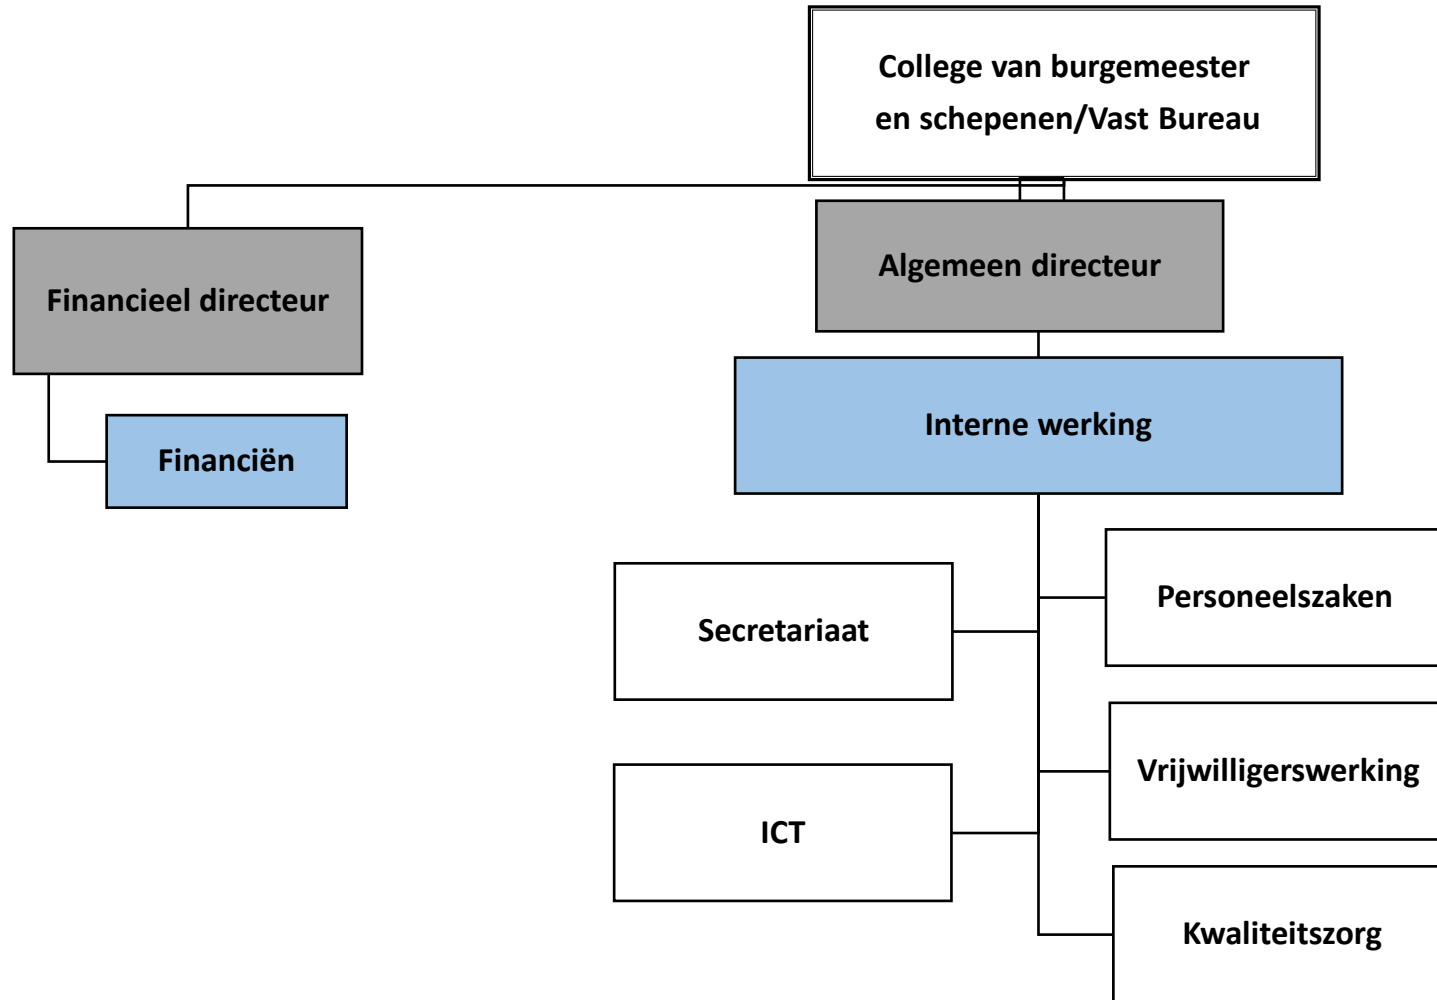 College van burgemeester
en schepenen/Vast Bureau
Financieel directeur
Algemeen directeur
Financiën
Interne werking
Secretariaat
Personeelszaken
Vrijwilligerswerking
ICT
Kwaliteitszorg